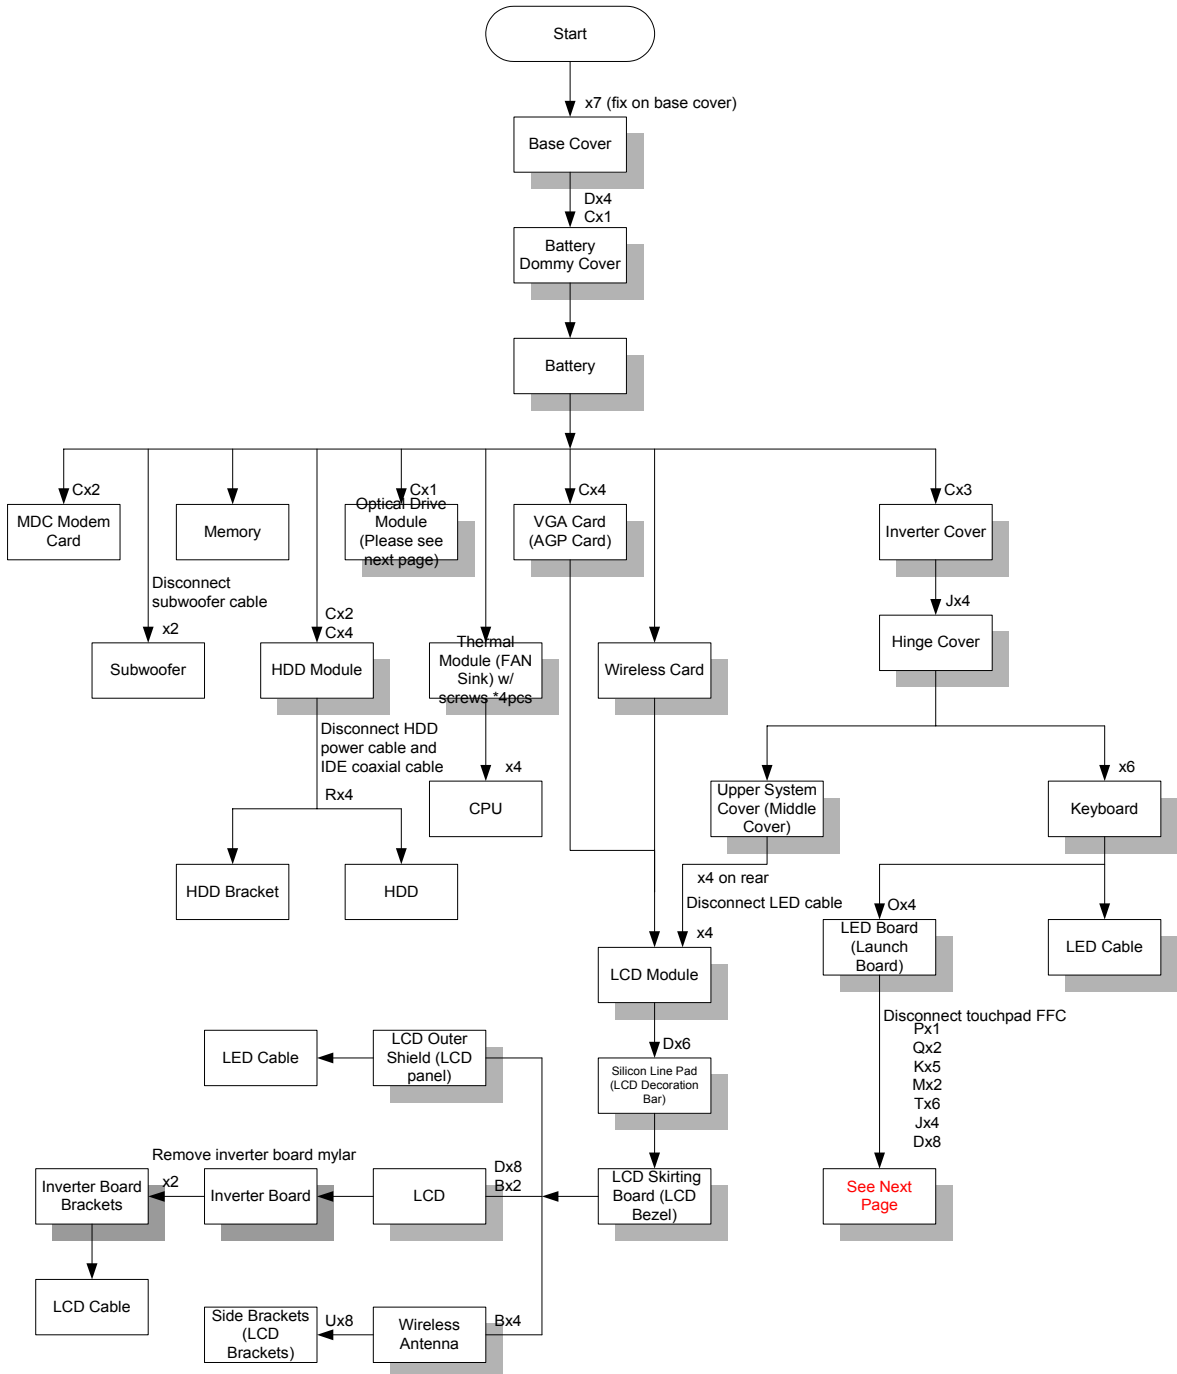 Start
x7 (fix on base cover)
Base Cover
Dx4
Cx1
Battery
Dommy Cover
Battery
Cx2
MDC Modem
Card
Memory
Cx1
Optical Drive
Module
(Please see
next page)
Cx4
VGA Card
(AGP Card)
Cx3
Inverter Cover
Disconnect
subwoofer cable
x2
Subwoofer
Cx2
Cx4
HDD Module
Thermal
Module (FAN
Sink) w/
screws *4pcs
Wireless Card
Jx4
Hinge Cover
Disconnect HDD
power cable and
IDE coaxial cable
Rx4
x4
CPU
Upper System
Cover (Middle
Cover)
x6
Keyboard
HDD Bracket
HDD
x4 on rear
Disconnect LED cable
x4
LCD Module
Ox4
LED Board
(Launch
Board)
LED Cable
Disconnect touchpad FFC
Px1
Qx2
Kx5
Mx2
Tx6
Jx4
Dx8
See Next
Page
Dx6
Silicon Line Pad
(LCD Decoration
Bar)
LED Cable
LCD Outer
Shield (LCD
panel)
LCD Skirting
Board (LCD
Bezel)
Dx8
Bx2
LCD
Remove inverter board mylar
Inverter Board
x2
Inverter Board
Brackets
LCD Cable
Bx4
Wireless
Antenna
Ux8
Side Brackets
(LCD
Brackets)